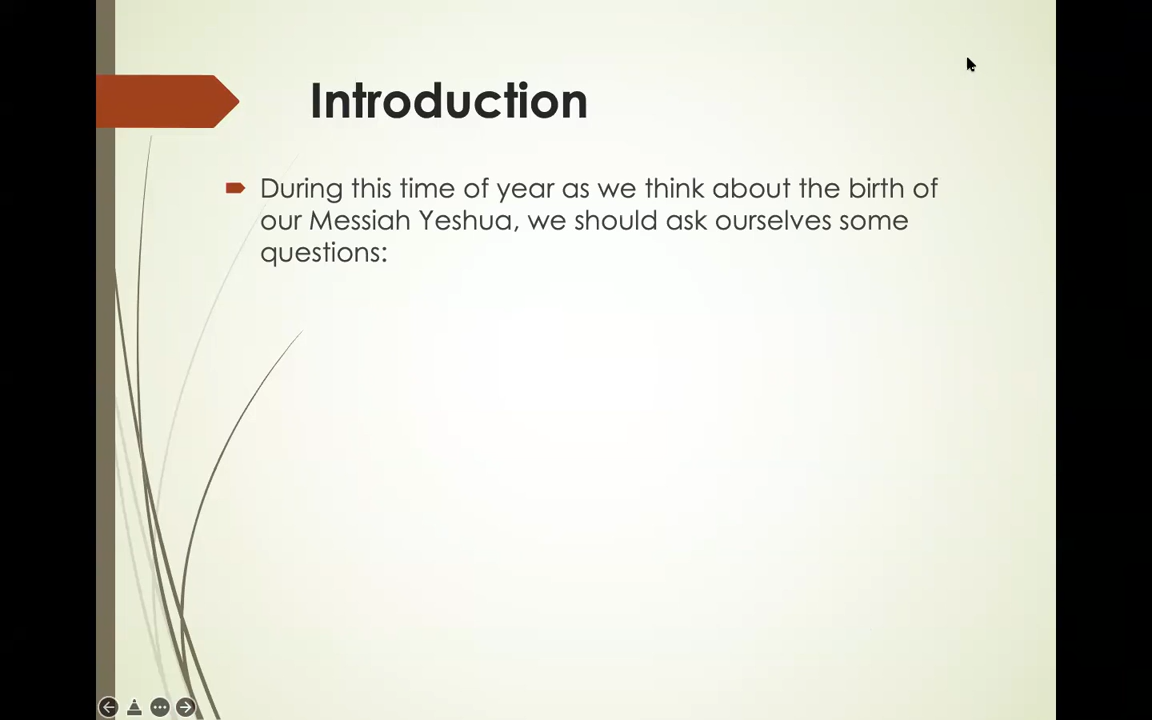 Introduction
During this time of year as we think about the birth of
our Messiah Yeshua, we should ask ourselves some
questions: